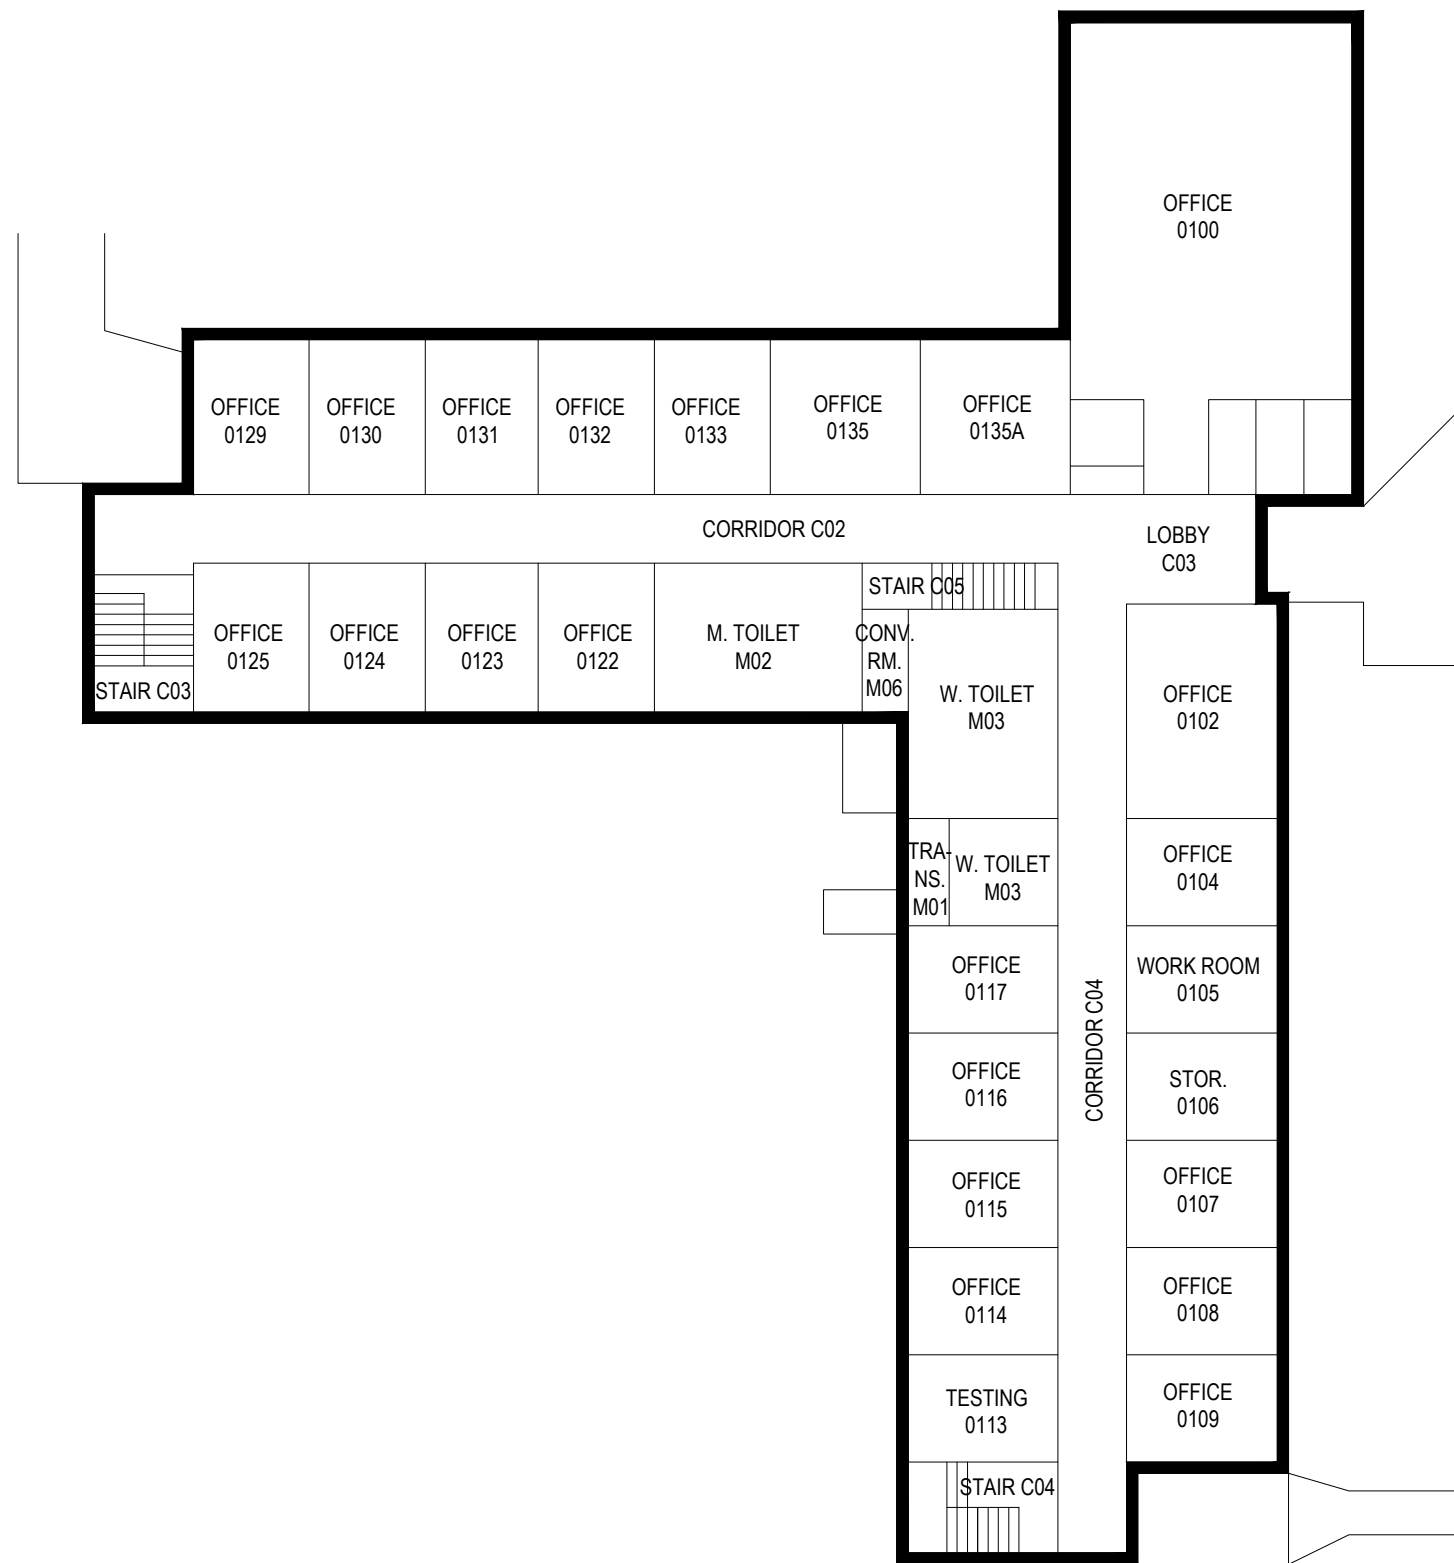 OFFICE
0100
OFFICE
0129
OFFICE
0130
OFFICE
0131
OFFICE
0132
OFFICE
0133
OFFICE
0135
OFFICE
0135A
CORRIDOR C02
LOBBY
C03
STAIR C05
STAIR C03
OFFICE
0125
OFFICE
0124
OFFICE
0123
OFFICE
0122
M. TOILET
M02
CONV.
RM.
M06
W. TOILET
M03
OFFICE
0102
TRA-
NS.
M01
W. TOILET
M03
OFFICE
0104
OFFICE
0117
WORK ROOM
0105
CORRIDOR C04
OFFICE
0116
STOR.
0106
OFFICE
0115
OFFICE
0107
OFFICE
0114
OFFICE
0108
TESTING
0113
OFFICE
0109
STAIR C04